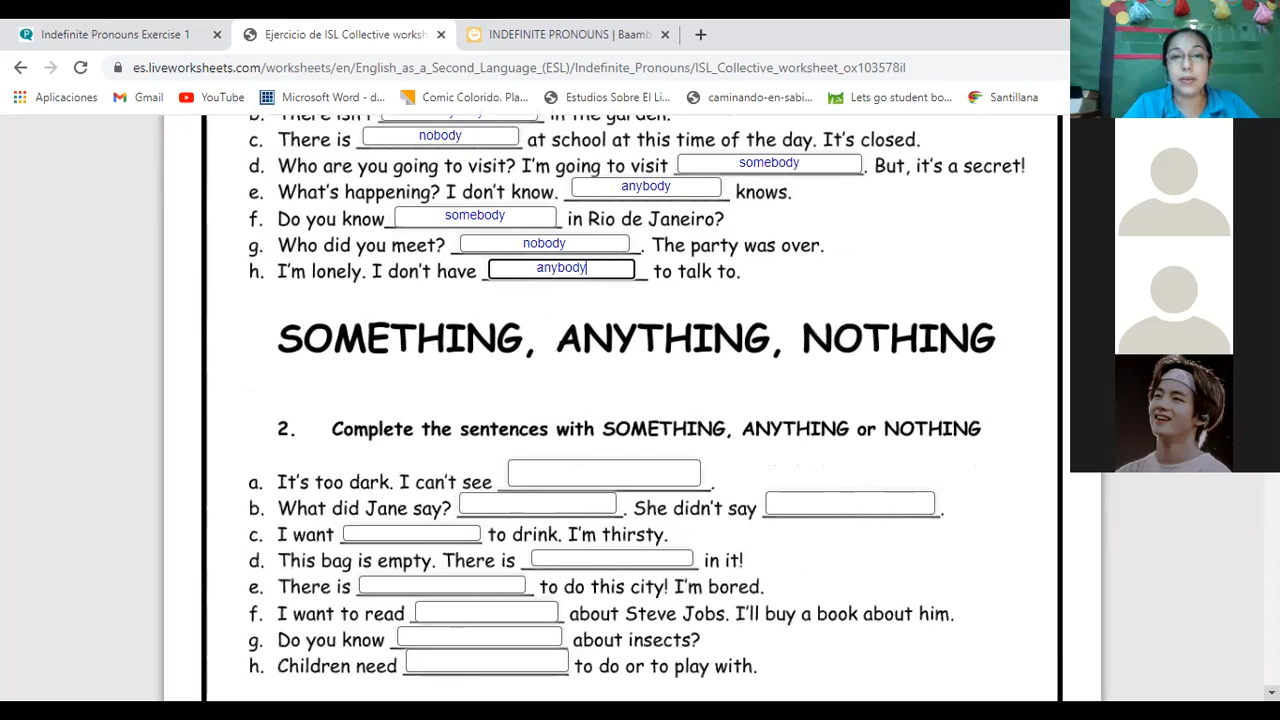 Indefinite Pronouns Exercise 1
Ejercicio de ISL Collective worksh
INDEFINITE PRONOUNS | Baamb
es.liveworksheets.com/worksheets/en/English_as_a_Second_Language_(ESL)/Indefinite_Pronouns/ISL_Collective_worksheet_ox103578il
Aplicaciones Gmail YouTube Microsoft Word - d... Comic Colorido. Pla... Estudios Sobre El Li... caminando-en-sabi... Lets go student bo... Santillana
b. There isn't in the garden.
c. There is nobody at school at this time of the day. It's closed.
d. Who are you going to visit? I'm going to visit somebody. But, it's a secret!
e. What's happening? I don't know. anybody knows.
f. Do you know somebody in Rio de Janeiro?
g. Who did you meet? nobody. The party was over.
h. I'm lonely. I don't have anybody to talk to.
SOMETHING, ANYTHING, NOTHING
2. Complete the sentences with SOMETHING, ANYTHING or NOTHING
a. It's too dark. I can't see .
b. What did Jane say? . She didn't say .
c. I want to drink. I'm thirsty.
d. This bag is empty. There is in it!
e. There is to do this city! I'm bored.
f. I want to read about Steve Jobs. I'll buy a book about him.
g. Do you know about insects?
h. Children need to do or to play with.